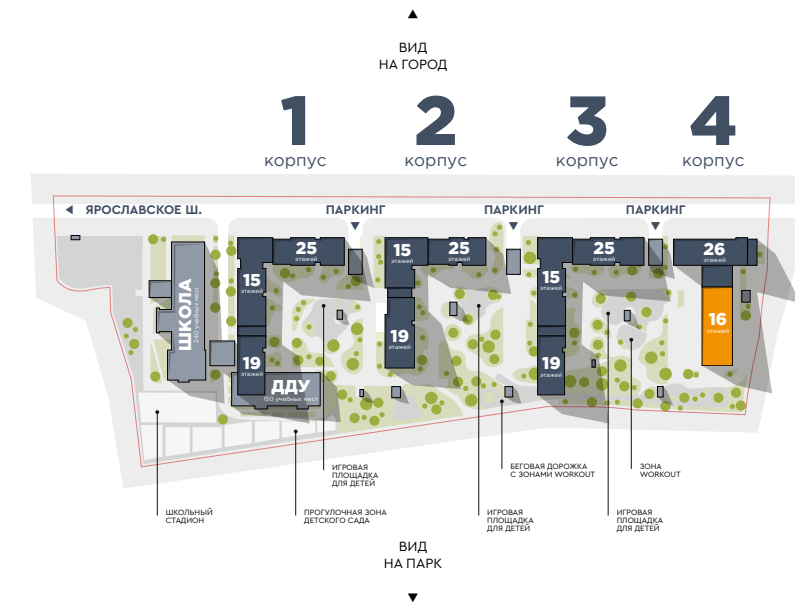 ВИД
НА ГОРОД
1
корпус
2
корпус
3
корпус
4
корпус
ЯРОСЛАВСКОЕ Ш.
ПАРКИНГ
ПАРКИНГ
ПАРКИНГ
25
этажей
15
этажей
25
этажей
15
этажей
25
этажей
26
этажей
15
этажей
ШКОЛА
250 учебных мест
16
этажей
19
этажей
19
этажей
19
этажей
ДДУ
150 учебных мест
ИГРОВАЯ
ПЛОЩАДКА
ДЛЯ ДЕТЕЙ
БЕГОВАЯ ДОРОЖКА
С ЗОНАМИ WORKOUT
ЗОНА
WORKOUT
ШКОЛЬНЫЙ
СТАДИОН
ПРОГУЛОЧНАЯ ЗОНА
ДЕТСКОГО САДА
ИГРОВАЯ
ПЛОЩАДКА
ДЛЯ ДЕТЕЙ
ИГРОВАЯ
ПЛОЩАДКА
ДЛЯ ДЕТЕЙ
ВИД
НА ПАРК